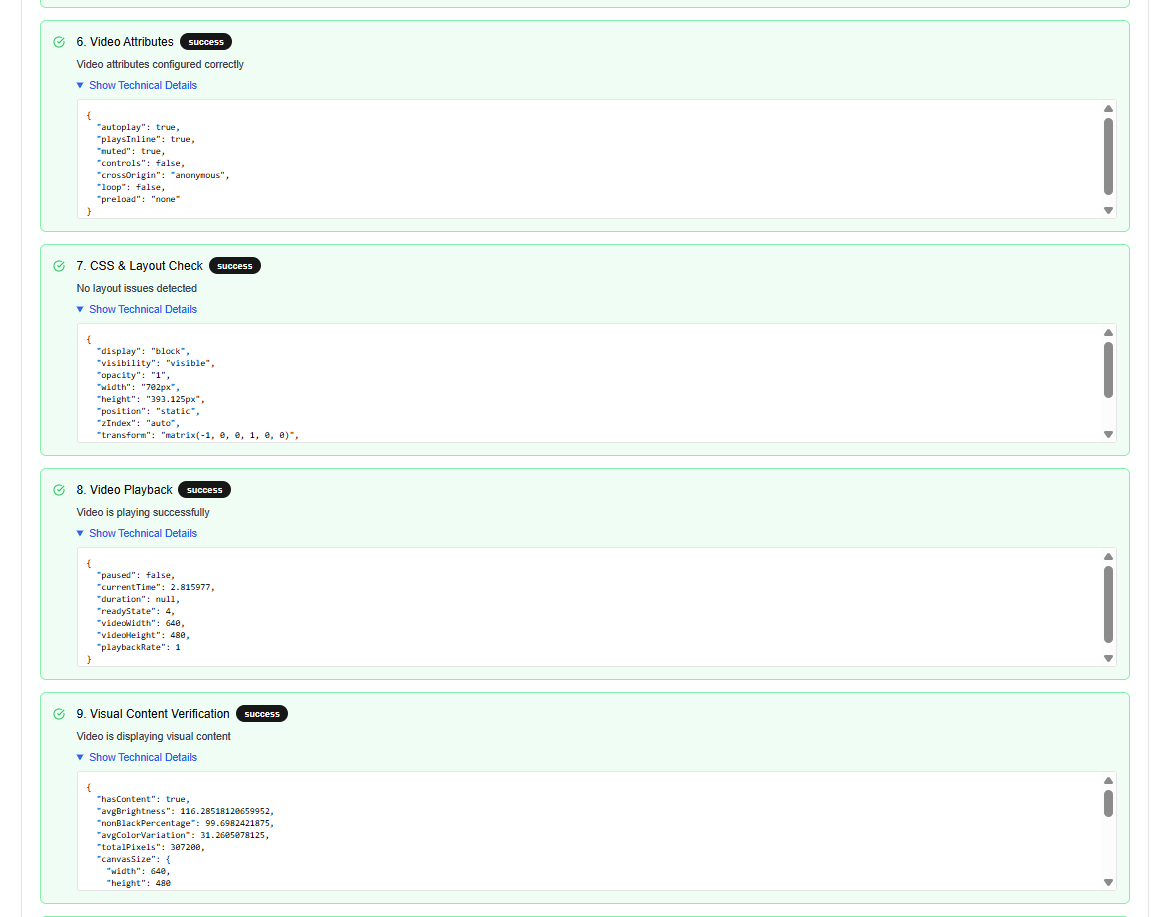 6. Video Attributes success
Video attributes configured correctly
▼ Show Technical Details
{
  "autoplay": true,
  "playsInline": true,
  "muted": true,
  "controls": false,
  "crossOrigin": "anonymous",
  "loop": false,
  "preload": "none"
}
7. CSS & Layout Check success
No layout issues detected
▼ Show Technical Details
{
  "display": "block",
  "visibility": "visible",
  "opacity": "1",
  "width": "702px",
  "height": "393.125px",
  "position": "static",
  "zIndex": "auto",
  "transform": "matrix(-1, 0, 0, 1, 0, 0)",
8. Video Playback success
Video is playing successfully
▼ Show Technical Details
{
  "paused": false,
  "currentTime": 2.815977,
  "duration": null,
  "readyState": 4,
  "videoWidth": 640,
  "videoHeight": 480,
  "playbackRate": 1
}
9. Visual Content Verification success
Video is displaying visual content
▼ Show Technical Details
{
  "hasContent": true,
  "avgBrightness": 116.28518120659952,
  "nonBlackPercentage": 99.6982421875,
  "avgColorVariation": 31.2605078125,
  "totalPixels": 307200,
  "canvasSize": {
    "width": 640,
    "height": 480